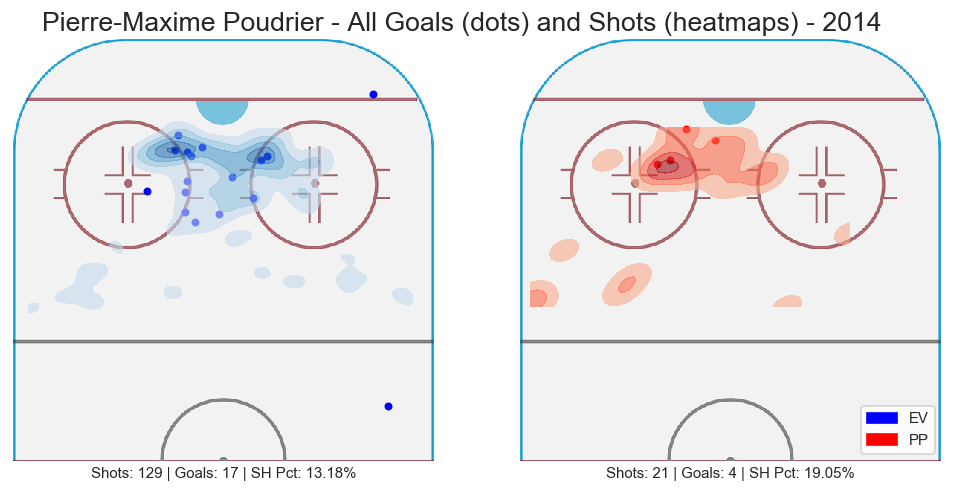 Pierre-Maxime Poudrier - All Goals (dots) and Shots (heatmaps) - 2014
EV
PP
Shots: 129 | Goals: 17 | SH Pct: 13.18%
Shots: 21 | Goals: 4 | SH Pct: 19.05%